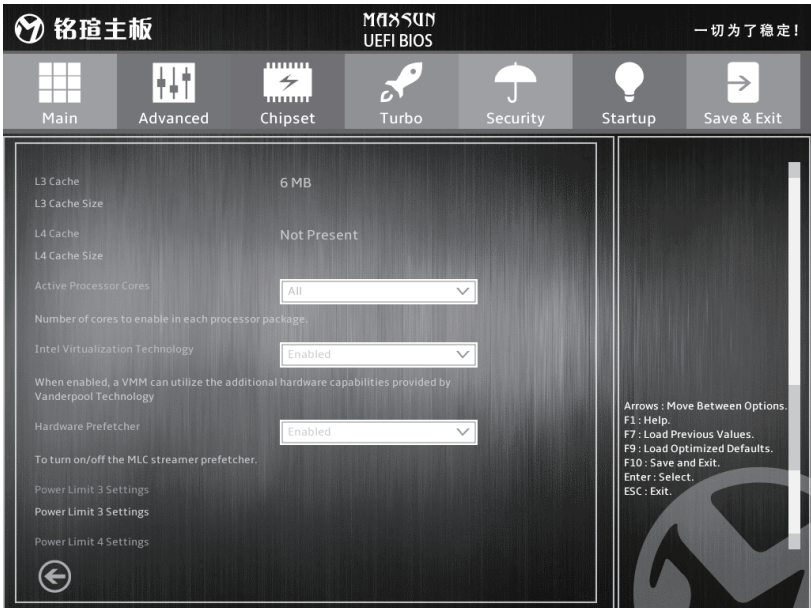 铭瑄主板
MAXSUN
UEFI BIOS
一切为了稳定!
Main
Advanced
Chipset
Turbo
Security
Startup
Save & Exit
L3 Cache
6 MB
L3 Cache Size
L4 Cache
Not Present
L4 Cache Size
Active Processor Cores
All
Number of cores to enable in each processor package.
Intel Virtualization Technology
Enabled
When enabled, a VMM can utilize the additional hardware capabilities provided by
Vanderpool Technology
Hardware Prefetcher
Enabled
To turn on/off the MLC streamer prefetcher.
Power Limit 3 Settings
Power Limit 3 Settings
Power Limit 4 Settings
Arrows : Move Between Options.
F1 : Help.
F7 : Load Previous Values.
F9 : Load Optimized Defaults.
F10 : Save and Exit.
Enter : Select.
ESC : Exit.